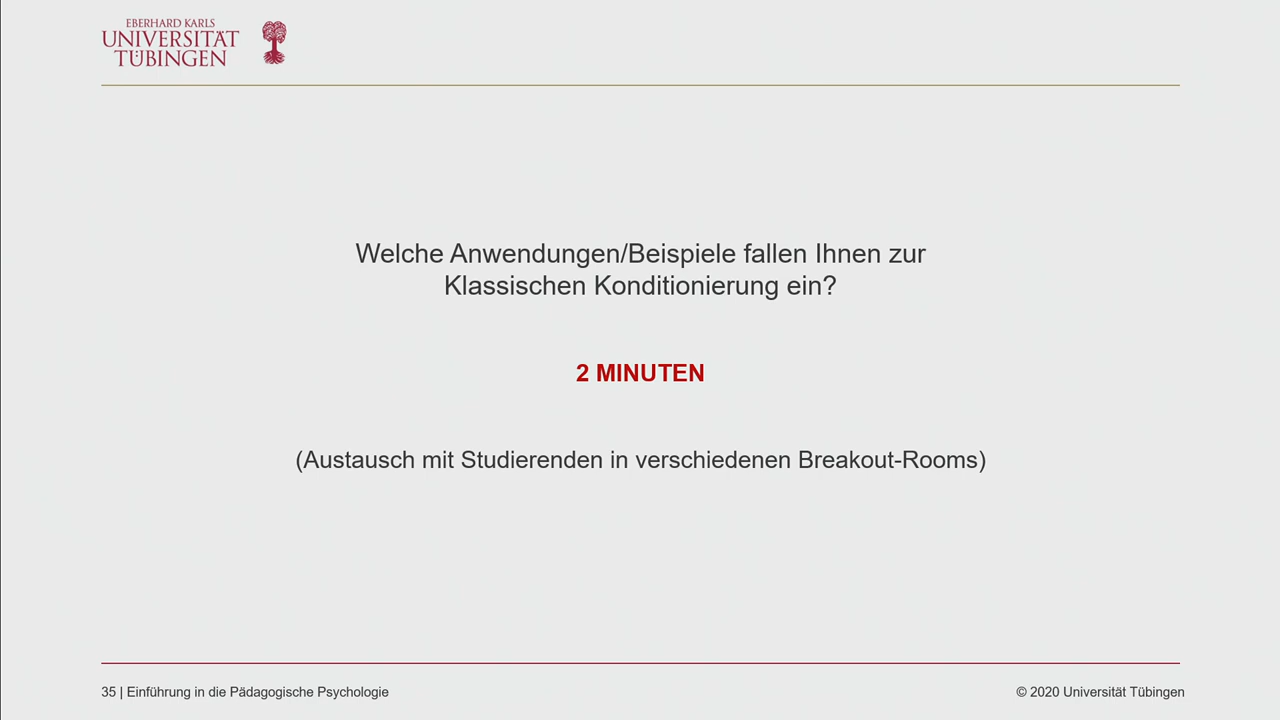 EBERHARD KARLS
UNIVERSITÄT
TÜBINGEN
Welche Anwendungen/Beispiele fallen Ihnen zur
Klassischen Konditionierung ein?
2 MINUTEN
(Austausch mit Studierenden in verschiedenen Breakout-Rooms)
35 | Einführung in die Pädagogische Psychologie
© 2020 Universität Tübingen